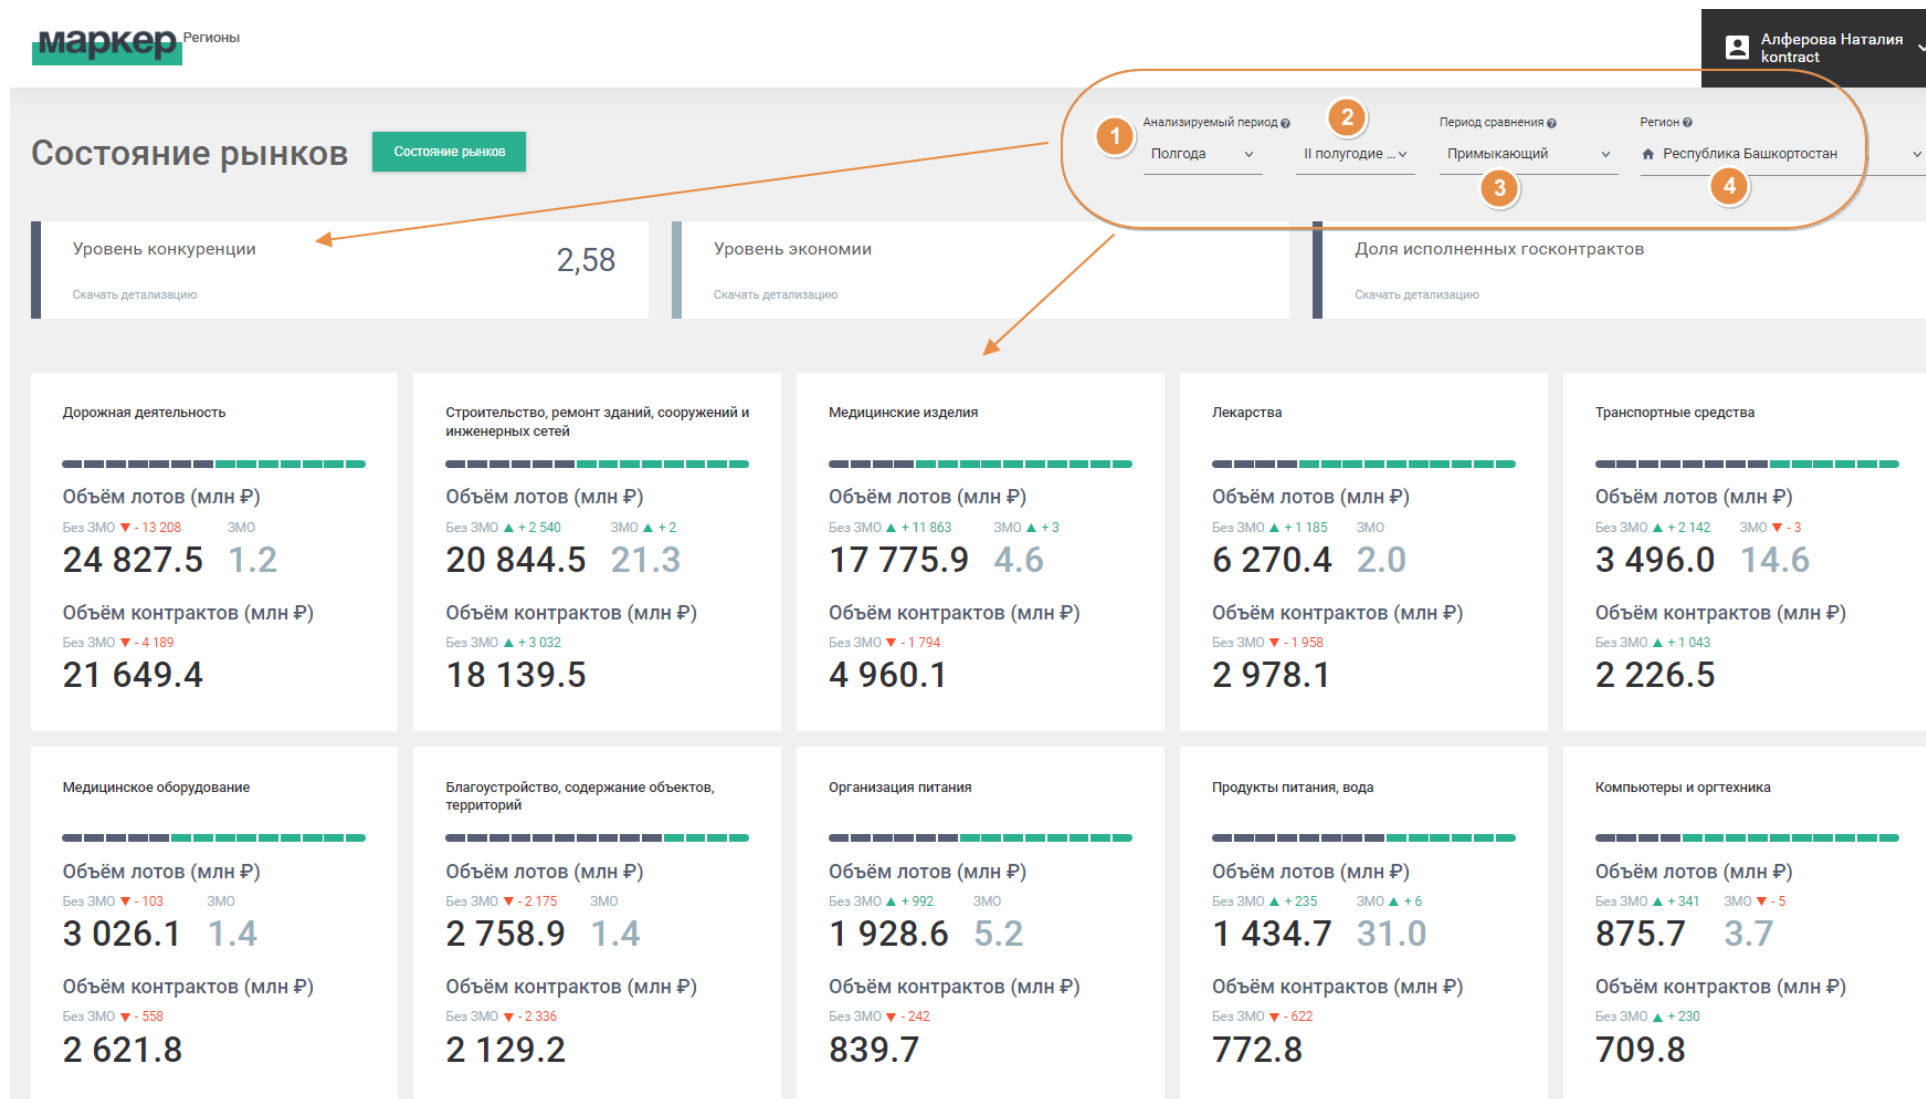 маркер Регионы
Алферова Наталия
kontract
Состояние рынков
Состояние рынков
1
Анализируемый период
2
Период сравнения
Регион
Полгода
II полугодие ...
Примыкающий
Республика Башкортостан
3
4
Уровень конкуренции
2,58
Скачать детализацию
Уровень экономии
Скачать детализацию
Доля исполненных госконтрактов
Скачать детализацию
Дорожная деятельность
Объём лотов (млн ₽)
Без ЗМО ▼ - 13 208 ЗМО
24 827.5 1.2
Объём контрактов (млн ₽)
Без ЗМО ▼ - 4 189
21 649.4
Строительство, ремонт зданий, сооружений и
инженерных сетей
Объём лотов (млн ₽)
Без ЗМО ▲ + 2 540 ЗМО ▲ + 2
20 844.5 21.3
Объём контрактов (млн ₽)
Без ЗМО ▲ + 3 032
18 139.5
Медицинские изделия
Объём лотов (млн ₽)
Без ЗМО ▲ + 11 863 ЗМО ▲ + 3
17 775.9 4.6
Объём контрактов (млн ₽)
Без ЗМО ▼ - 1 794
4 960.1
Лекарства
Объём лотов (млн ₽)
Без ЗМО ▲ + 1 185 ЗМО
6 270.4 2.0
Объём контрактов (млн ₽)
Без ЗМО ▼ - 1 958
2 978.1
Транспортные средства
Объём лотов (млн ₽)
Без ЗМО ▲ + 2 142 ЗМО ▼ - 3
3 496.0 14.6
Объём контрактов (млн ₽)
Без ЗМО ▲ + 1 043
2 226.5
Медицинское оборудование
Объём лотов (млн ₽)
Без ЗМО ▼ - 103 ЗМО
3 026.1 1.4
Объём контрактов (млн ₽)
Без ЗМО ▼ - 558
2 621.8
Благоустройство, содержание объектов,
территорий
Объём лотов (млн ₽)
Без ЗМО ▼ - 2 175 ЗМО
2 758.9 1.4
Объём контрактов (млн ₽)
Без ЗМО ▼ - 2 336
2 129.2
Организация питания
Объём лотов (млн ₽)
Без ЗМО ▲ + 992 ЗМО
1 928.6 5.2
Объём контрактов (млн ₽)
Без ЗМО ▼ - 242
839.7
Продукты питания, вода
Объём лотов (млн ₽)
Без ЗМО ▲ + 235 ЗМО ▲ + 6
1 434.7 31.0
Объём контрактов (млн ₽)
Без ЗМО ▼ - 622
772.8
Компьютеры и оргтехника
Объём лотов (млн ₽)
Без ЗМО ▲ + 341 ЗМО ▼ - 5
875.7 3.7
Объём контрактов (млн ₽)
Без ЗМО ▲ + 230
709.8